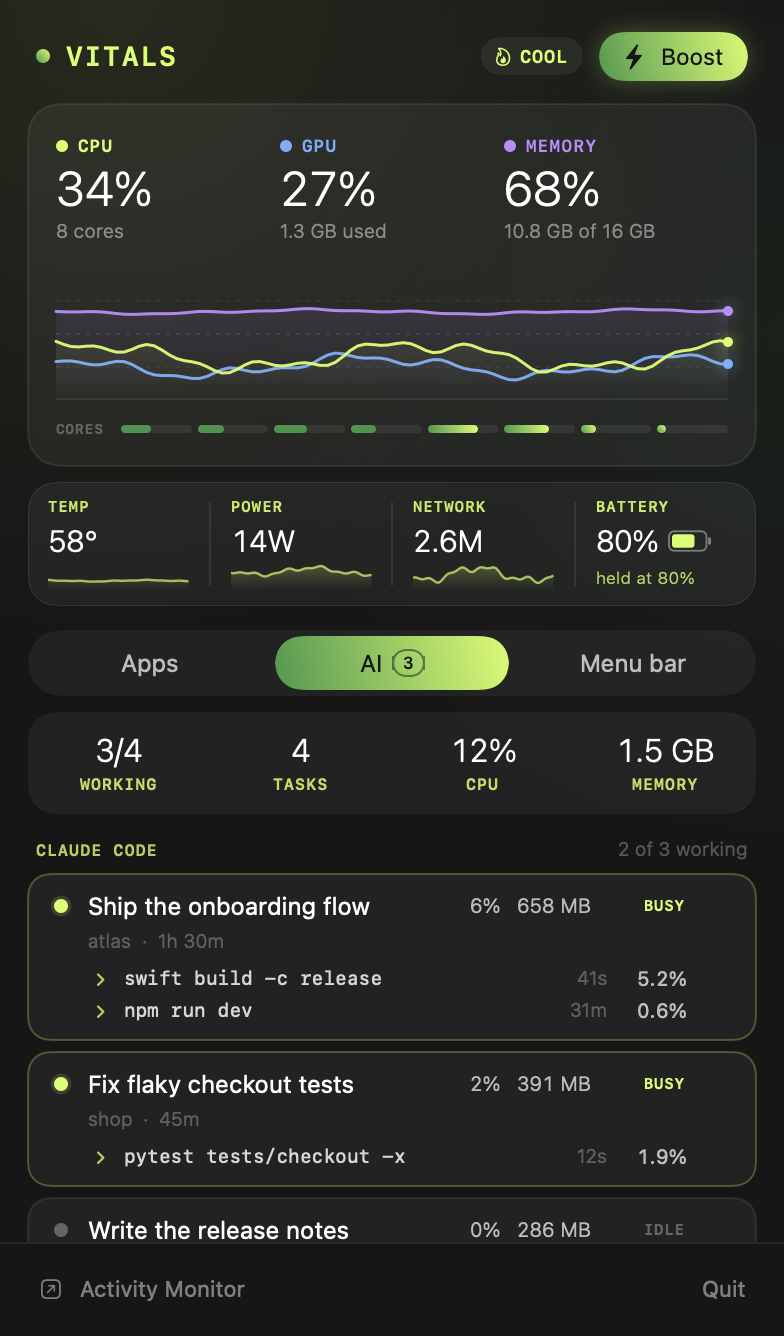 VITALS
COOL
Boost
CPU
GPU
MEMORY
34%
27%
68%
8 cores
1.3 GB used
10.8 GB of 16 GB
CORES
TEMP
POWER
NETWORK
BATTERY
58°
14W
2.6M
80%
held at 80%
Apps
AI 3
Menu bar
3/4
4
12%
1.5 GB
WORKING
TASKS
CPU
MEMORY
CLAUDE CODE
2 of 3 working
Ship the onboarding flow 6% 658 MB BUSY
atlas · 1h 30m
> swift build -c release 41s 5.2%
> npm run dev 31m 0.6%
Fix flaky checkout tests 2% 391 MB BUSY
shop · 45m
> pytest tests/checkout -x 12s 1.9%
Write the release notes 0% 286 MB IDLE
Activity Monitor
Quit